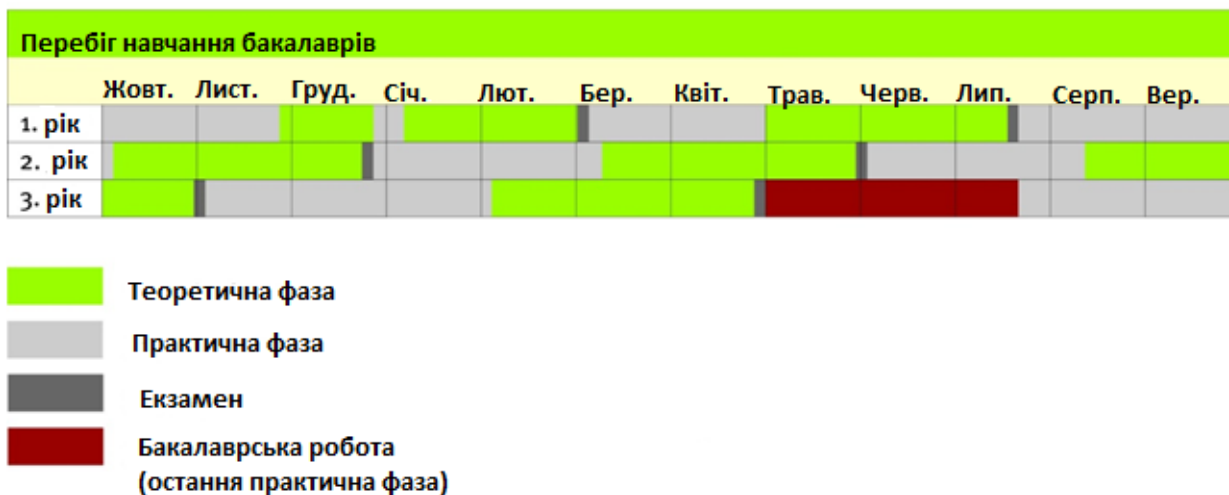 Перебіг навчання бакалаврів
Жовт. Лист. Груд. Січ. Лют. Бер. Квіт. Трав. Черв. Лип. Серп. Вер.
1. рік
2. рік
3. рік
Теоретична фаза
Практична фаза
Екзамен
Бакалаврська робота
(остання практична фаза)